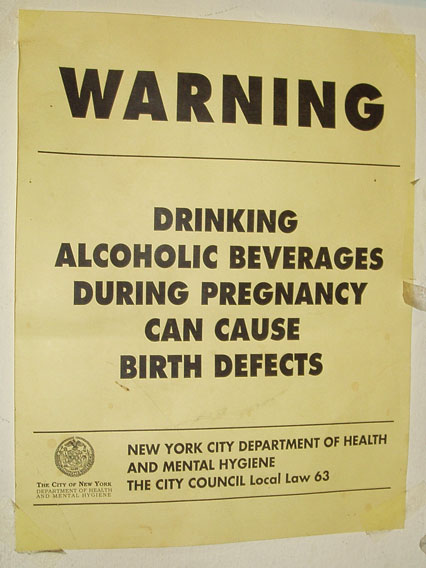 WARNING
DRINKING
ALCOHOLIC BEVERAGES
DURING PREGNANCY
CAN CAUSE
BIRTH DEFECTS
THE CITY OF NEW YORK
DEPARTMENT OF HEALTH
AND MENTAL HYGIENE
NEW YORK CITY DEPARTMENT OF HEALTH
AND MENTAL HYGIENE
THE CITY COUNCIL Local Law 63